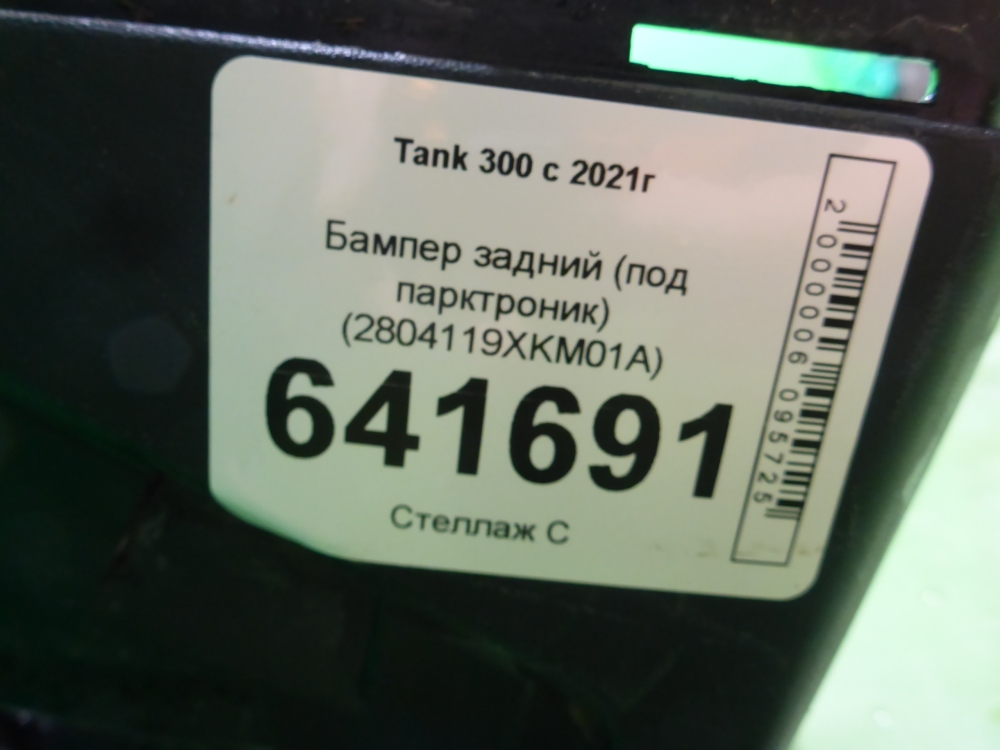 Tank 300 с 2021г
Бампер задний (под
парктроник)
(2804119XKM01A)
641691
Стеллаж С
2 000006 095725